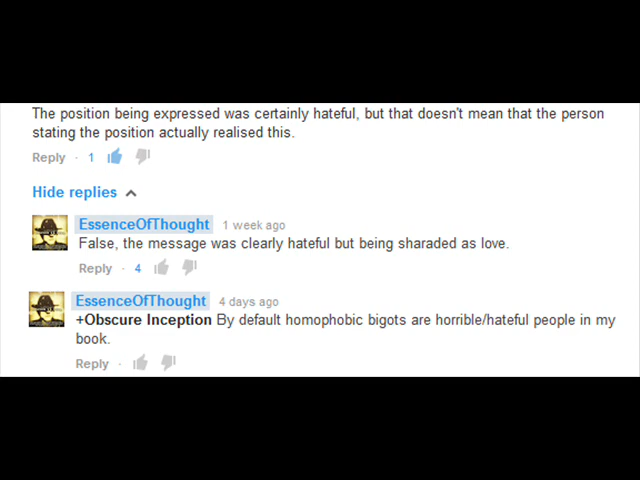 The position being expressed was certainly hateful, but that doesn't mean that the person
stating the position actually realised this.
Reply · 1
Hide replies
EssenceOfThought 1 week ago
False, the message was clearly hateful but being sharaded as love.
Reply · 4
EssenceOfThought 4 days ago
+Obscure Inception By default homophobic bigots are horrible/hateful people in my
book.
Reply ·